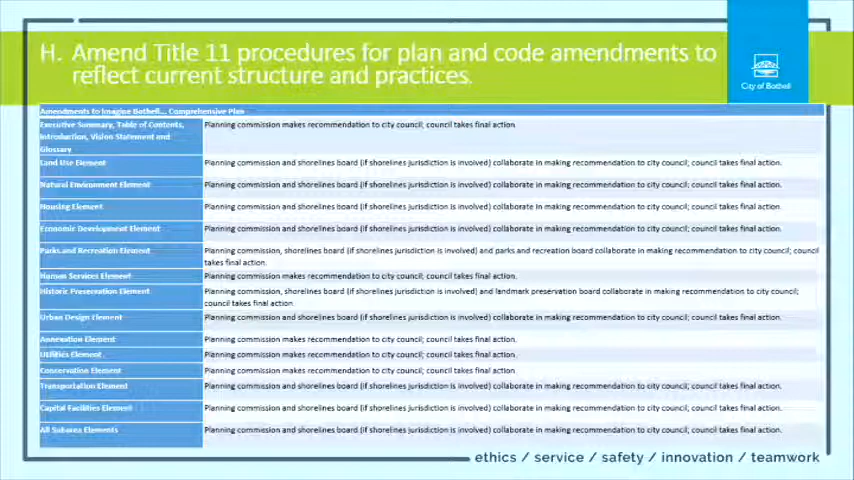 H. Amend Title 11 procedures for plan and code amendments to
reflect current structure and practices.
City of Bothell
Amendments to Imagine Bothell... Comprehensive Plan
Executive Summary, Table of Contents,
Introduction, Vision Statement and
Glossary
Planning commission makes recommendation to city council; council takes final action.
Land Use Element
Planning commission and shorelines board (if shorelines jurisdiction is involved) collaborate in making recommendation to city council; council takes final action.
Natural Environment Element
Planning commission and shorelines board (if shorelines jurisdiction is involved) collaborate in making recommendation to city council; council takes final action.
Housing Element
Planning commission and shorelines board (if shorelines jurisdiction is involved) collaborate in making recommendation to city council; council takes final action.
Economic Development Element
Planning commission and shorelines board (if shorelines jurisdiction is involved) collaborate in making recommendation to city council; council takes final action.
Parks and Recreation Element
Planning commission, shorelines board (if shorelines jurisdiction is involved) and parks and recreation board collaborate in making recommendation to city council; council
takes final action.
Human Services Element
Planning commission makes recommendation to city council; council takes final action.
Historic Preservation Element
Planning commission, shorelines board (if shorelines jurisdiction is involved) and landmark preservation board collaborate in making recommendation to city council;
council takes final action.
Urban Design Element
Planning commission and shorelines board (if shorelines jurisdiction is involved) collaborate in making recommendation to city council; council takes final action.
Annexation Element
Planning commission makes recommendation to city council; council takes final action.
Utilities Element
Planning commission makes recommendation to city council; council takes final action.
Conservation Element
Planning commission makes recommendation to city council; council takes final action.
Transportation Element
Planning commission and shorelines board (if shorelines jurisdiction is involved) collaborate in making recommendation to city council; council takes final action.
Capital Facilities Element
Planning commission and shorelines board (if shorelines jurisdiction is involved) collaborate in making recommendation to city council; council takes final action.
All Subarea Elements
Planning commission and shorelines board (if shorelines jurisdiction is involved) collaborate in making recommendation to city council; council takes final action.
ethics / service / safety / innovation / teamwork